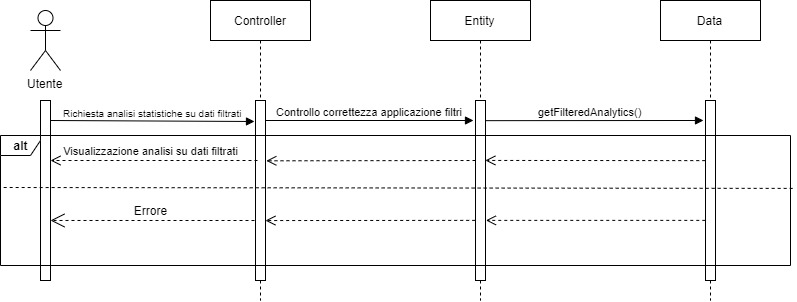 Controller
Entity
Data
Utente
Richiesta analisi statistiche su dati filtrati
Controllo correttezza applicazione filtri
getFilteredAnalytics()
alt
Visualizzazione analisi su dati filtrati
Errore